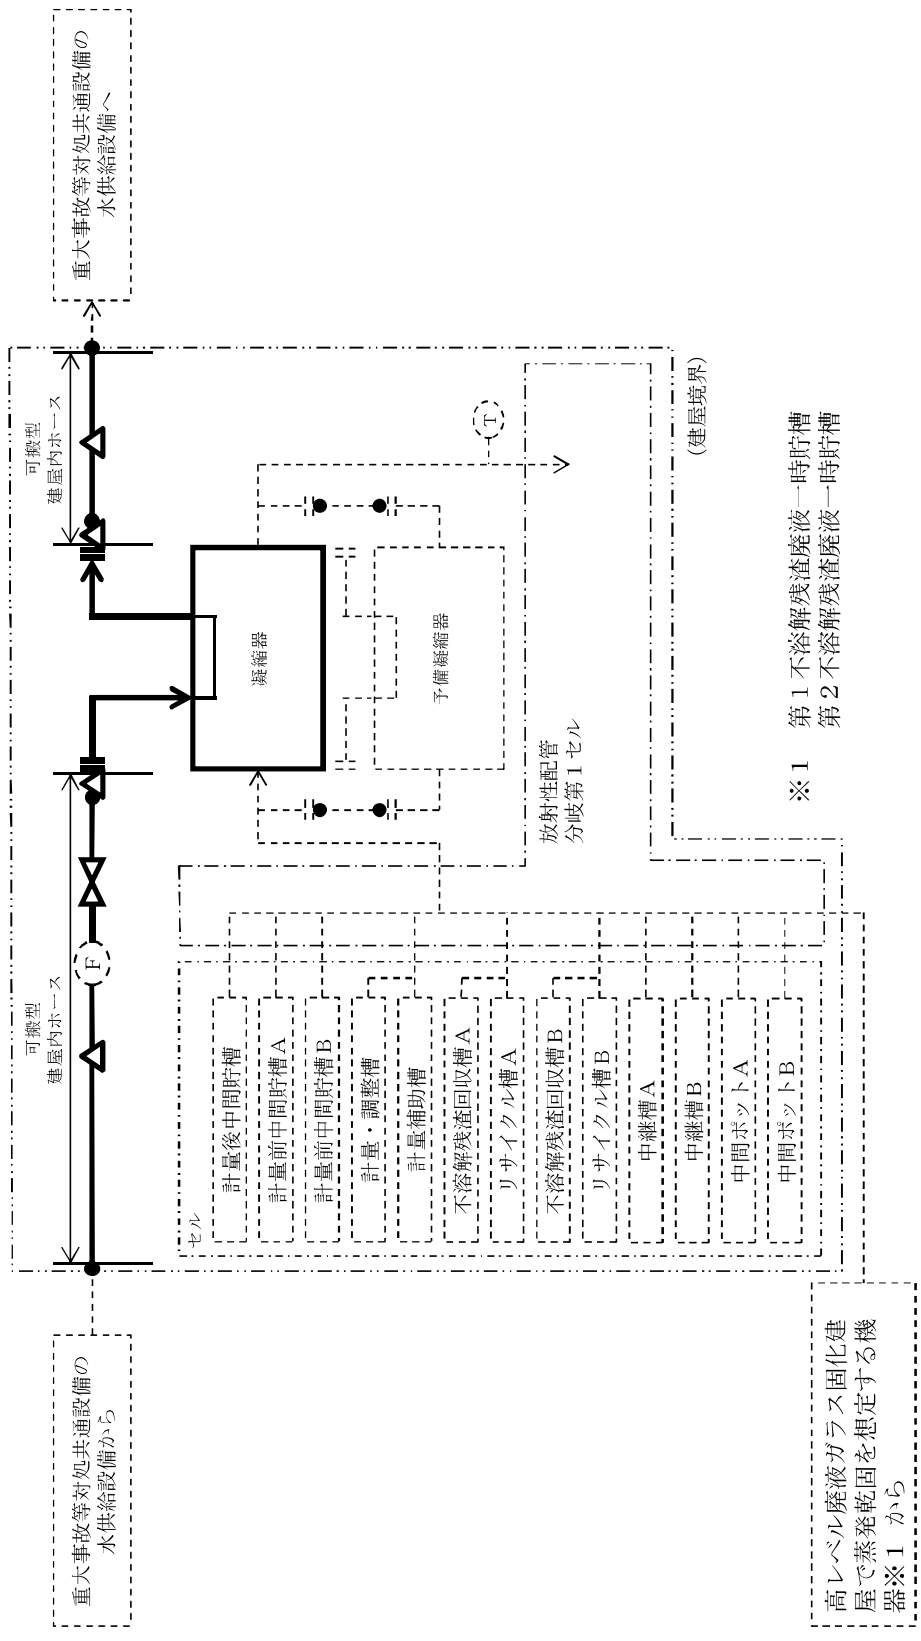 重大事故等対処共通設備の
水供給設備から
可搬型
建屋内ホース
F
可搬型
建屋内ホース
重大事故等対処共通設備の
水供給設備へ
凝縮器
予備凝縮器
T
(建屋境界)
放射性配管
分岐第1セル
セル
計量後中間貯槽
計量前中間貯槽A
計量前中間貯槽B
計量・調整槽
計量補助槽
不溶解残渣回収槽A
リサイクル槽A
不溶解残渣回収槽B
リサイクル槽B
中継槽A
中継槽B
中間ポットA
中間ポットB
高レベル廃液ガラス固化建
屋で蒸発乾固を想定する機
器※1 から
※1 第1不溶解残渣廃液一時貯槽
第2不溶解残渣廃液一時貯槽